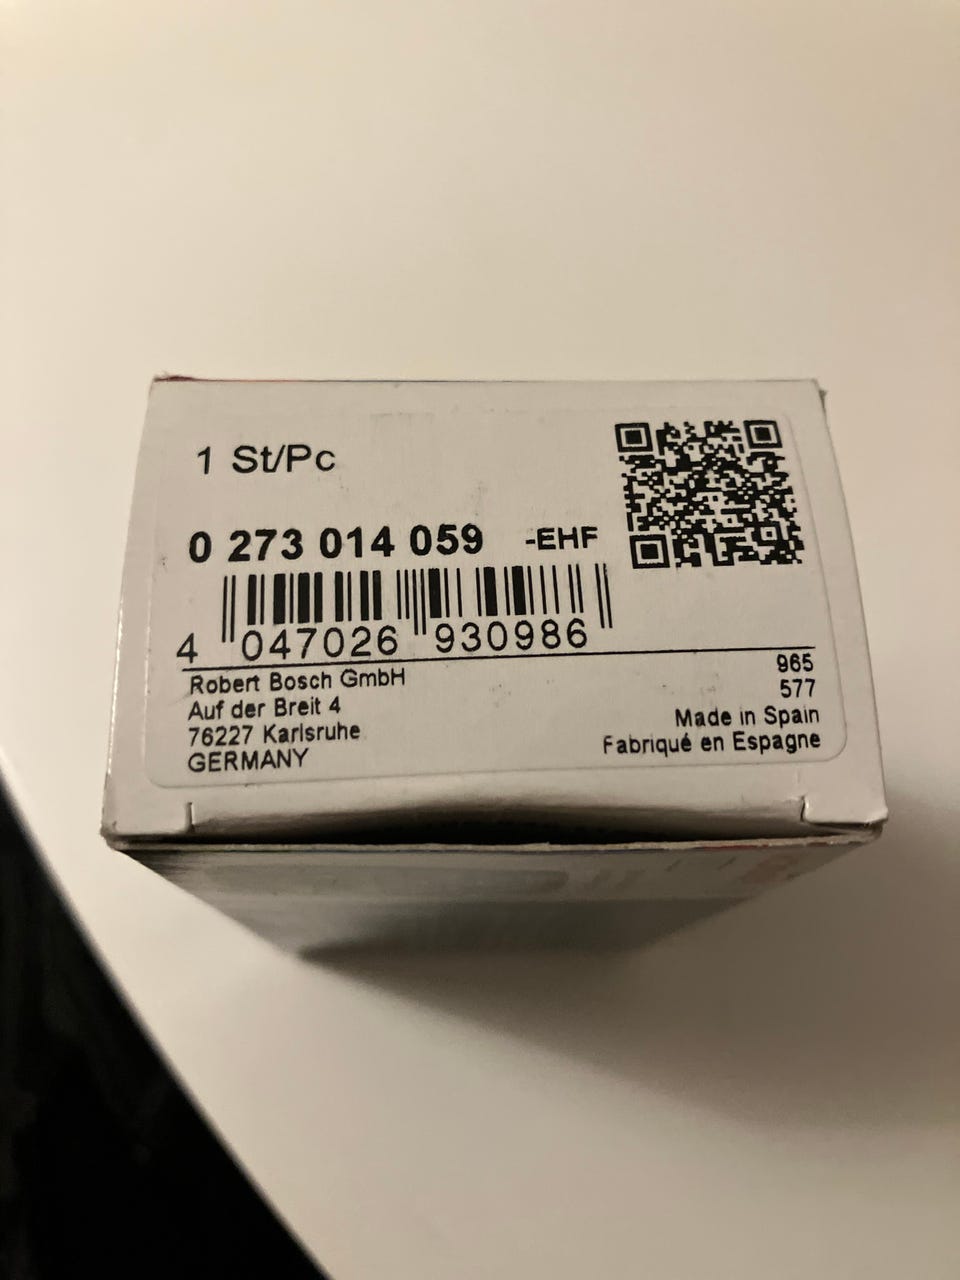 1 St/Pc
0 273 014 059 -EHF
4 047026 930986
Robert Bosch GmbH
Auf der Breit 4
76227 Karlsruhe
GERMANY
965
577
Made in Spain
Fabriqué en Espagne